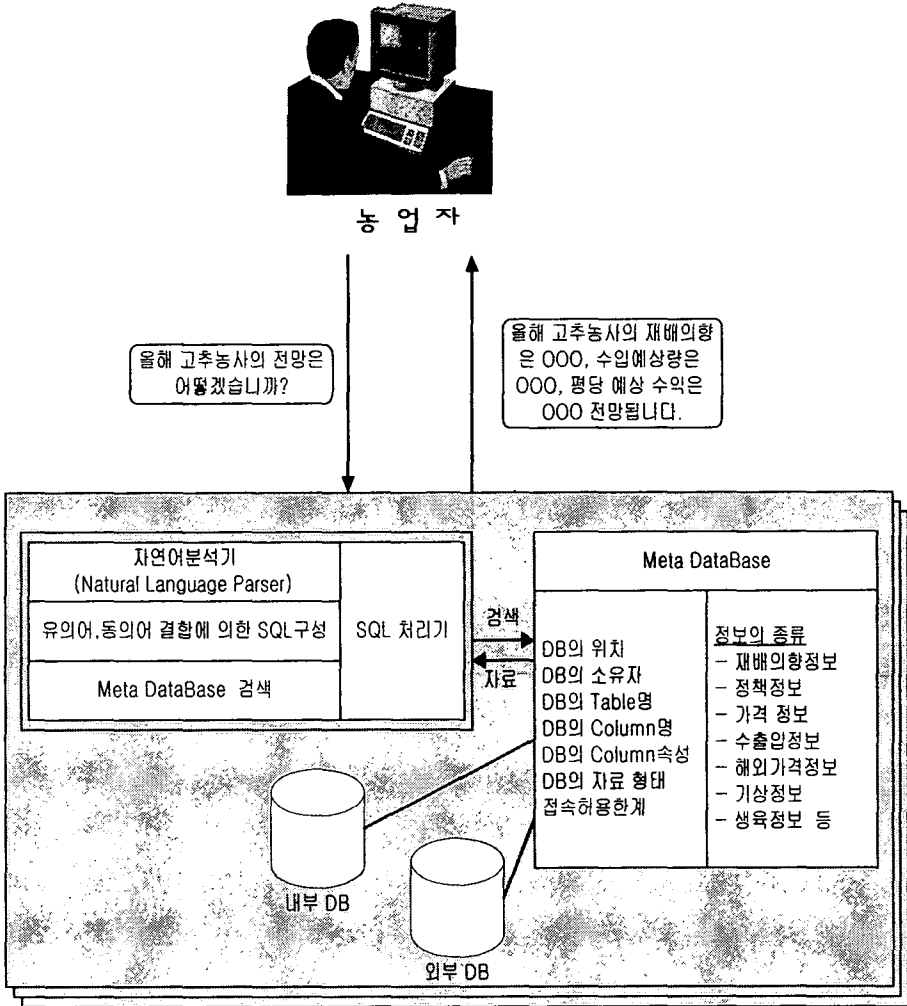 농 업 자
올해 고추농사의 전망은
어떻겠습니까?
올해 고추농사의 재배의향
은 OOO, 수입예상량은
OOO, 평당 예상 수익은
OOO 전망됩니다.
자연어분석기
(Natural Language Parser)
유의어,동의어 결합에 의한 SQL구성
Meta DataBase 검색
SQL 처리기
검색
자료
Meta DataBase
DB의 위치
DB의 소유자
DB의 Table명
DB의 Column명
DB의 Column속성
DB의 자료 형태
접속허용한계
정보의 종류
- 재배의향정보
- 정책정보
- 가격 정보
- 수출입정보
- 해외가격정보
- 기상정보
- 생육정보 등
내부 DB
외부 DB